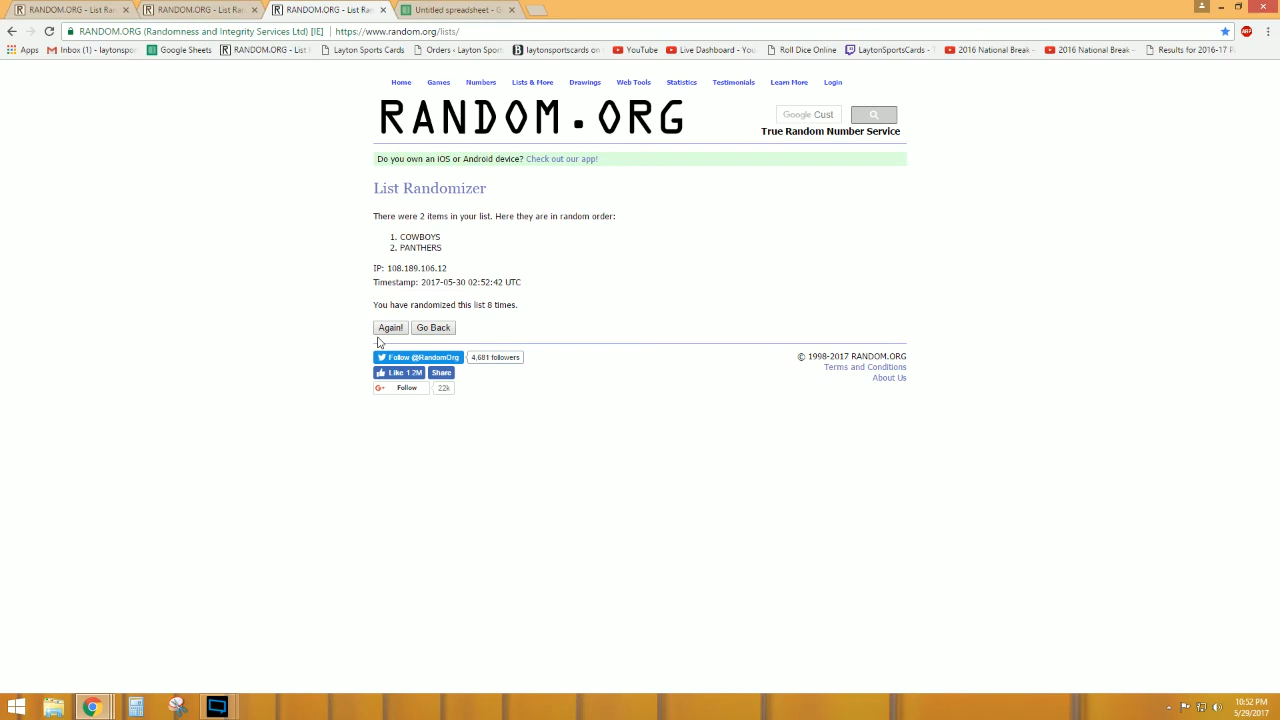 RANDOM.ORG - List Ra
RANDOM.ORG - List Ra
RANDOM.ORG - List Ra
Untitled spreadsheet - G
RANDOM.ORG (Randomness and Integrity Services Ltd) [IE]
https://www.random.org/lists/
ABP
Apps
Inbox (1) - laytonspor
Google Sheets
RANDOM.ORG - List R
Layton Sports Cards
Orders ‹ Layton Sport
laytonsportscards on
YouTube
Live Dashboard - You
Roll Dice Online
LaytonSportsCards -
2016 National Break -
2016 National Break -
Results for 2016-17 P
Home Games Numbers Lists & More Drawings Web Tools Statistics Testimonials Learn More Login
RANDOM.ORG
Google Cust
True Random Number Service
Do you own an iOS or Android device? Check out our app!
List Randomizer
There were 2 items in your list. Here they are in random order:
1. COWBOYS
2. PANTHERS
IP: 108.189.106.12
Timestamp: 2017-05-30 02:52:42 UTC
You have randomized this list 8 times.
Again! Go Back
Follow @RandomOrg 4,681 followers
© 1998-2017 RANDOM.ORG
Like 1.2M Share
Terms and Conditions
Follow 22k
About Us
10:52 PM
5/29/2017